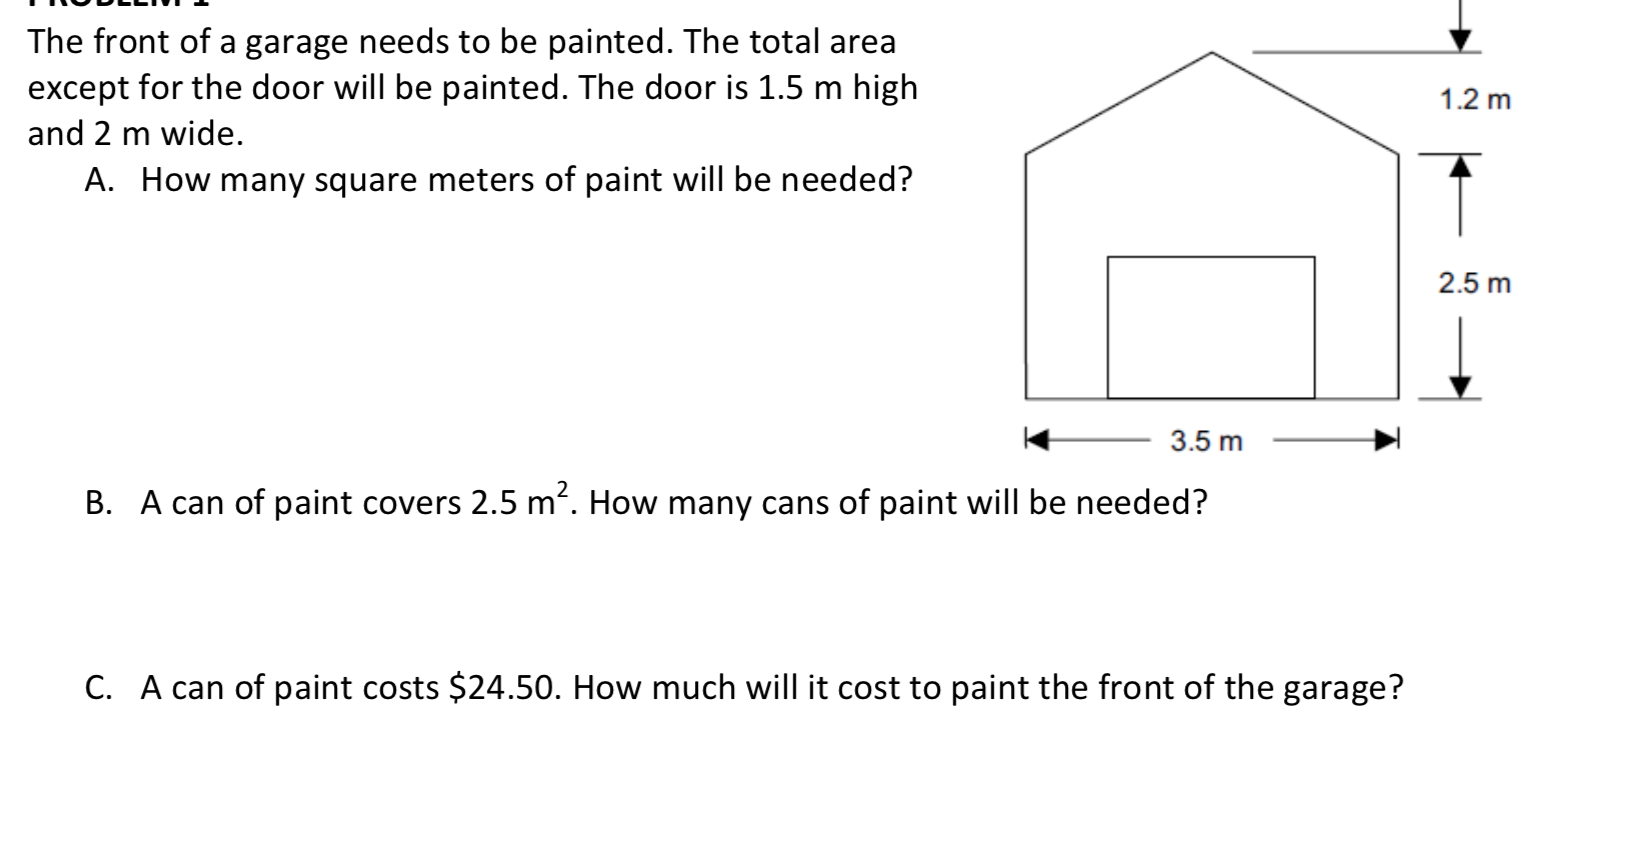 PROBLEM 1
The front of a garage needs to be painted. The total area
except for the door will be painted. The door is 1.5 m high
and 2 m wide.
A. How many square meters of paint will be needed?
1.2 m
2.5 m
3.5 m
B. A can of paint covers 2.5 m². How many cans of paint will be needed?
C. A can of paint costs $24.50. How much will it cost to paint the front of the garage?